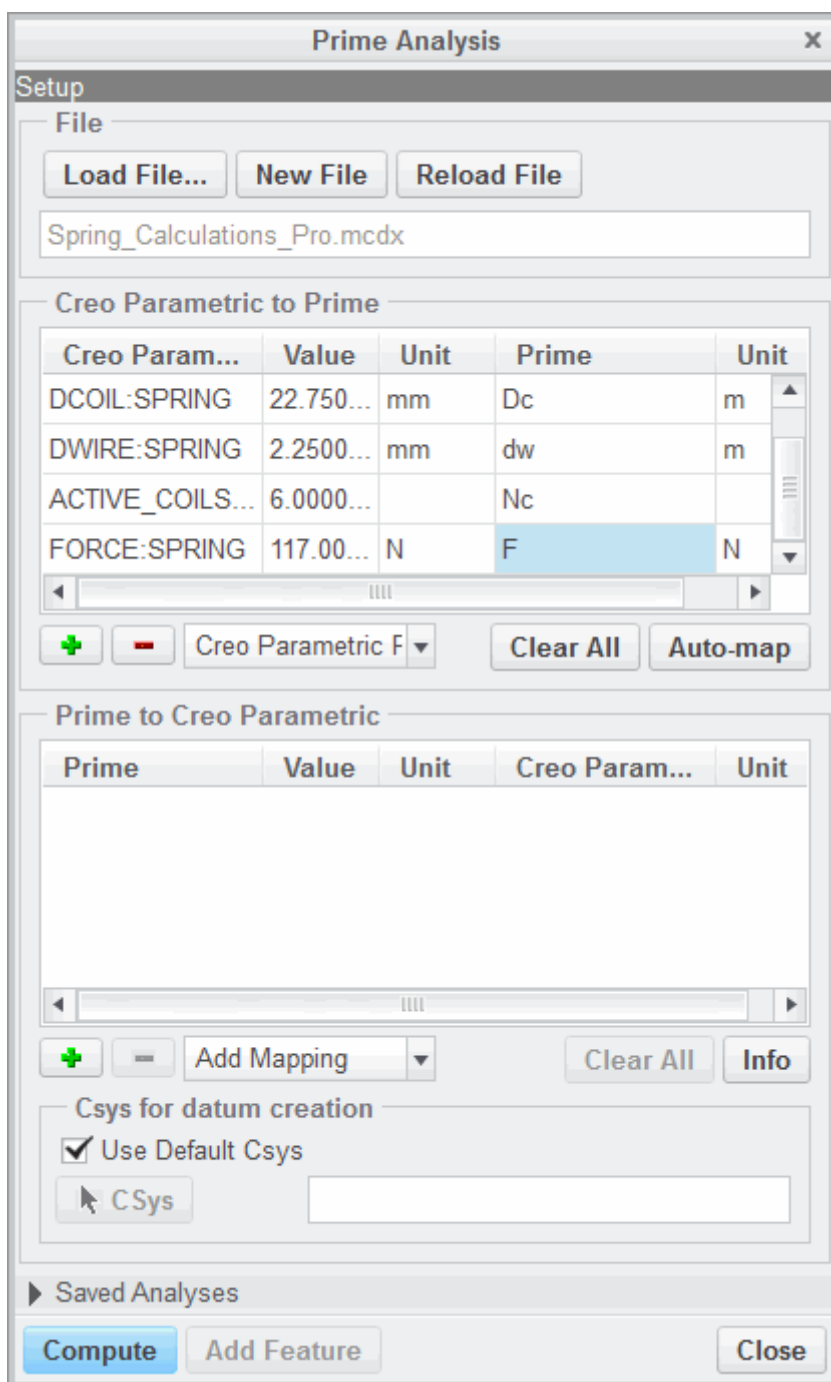 Prime Analysis x
Setup
File
Load File... New File Reload File
Spring_Calculations_Pro.mcdx
Creo Parametric to Prime
Creo Param... Value Unit Prime Unit
DCOIL:SPRING 22.750... mm Dc m
DWIRE:SPRING 2.2500... mm dw m
ACTIVE_COILS... 6.0000... Nc
FORCE:SPRING 117.00... N F N
Creo Parametric P Clear All Auto-map
Prime to Creo Parametric
Prime Value Unit Creo Param... Unit
Add Mapping Clear All Info
Csys for datum creation
Use Default Csys
CSys
Saved Analyses
Compute Add Feature Close